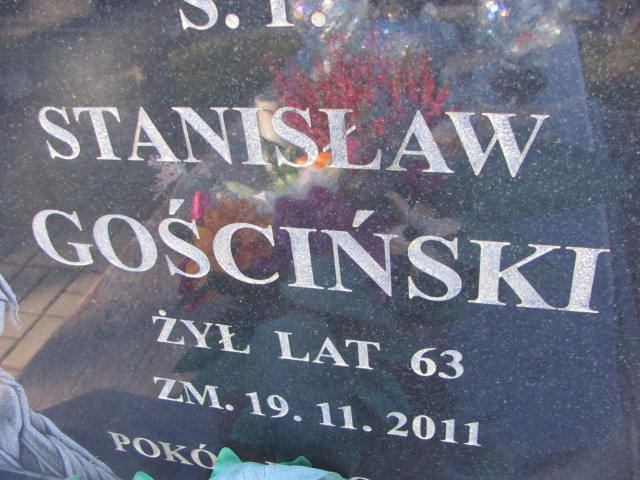 Ś. P.
STANISŁAW
GOŚCIŃSKI
ŻYŁ LAT 63
ZM. 19.11.2011